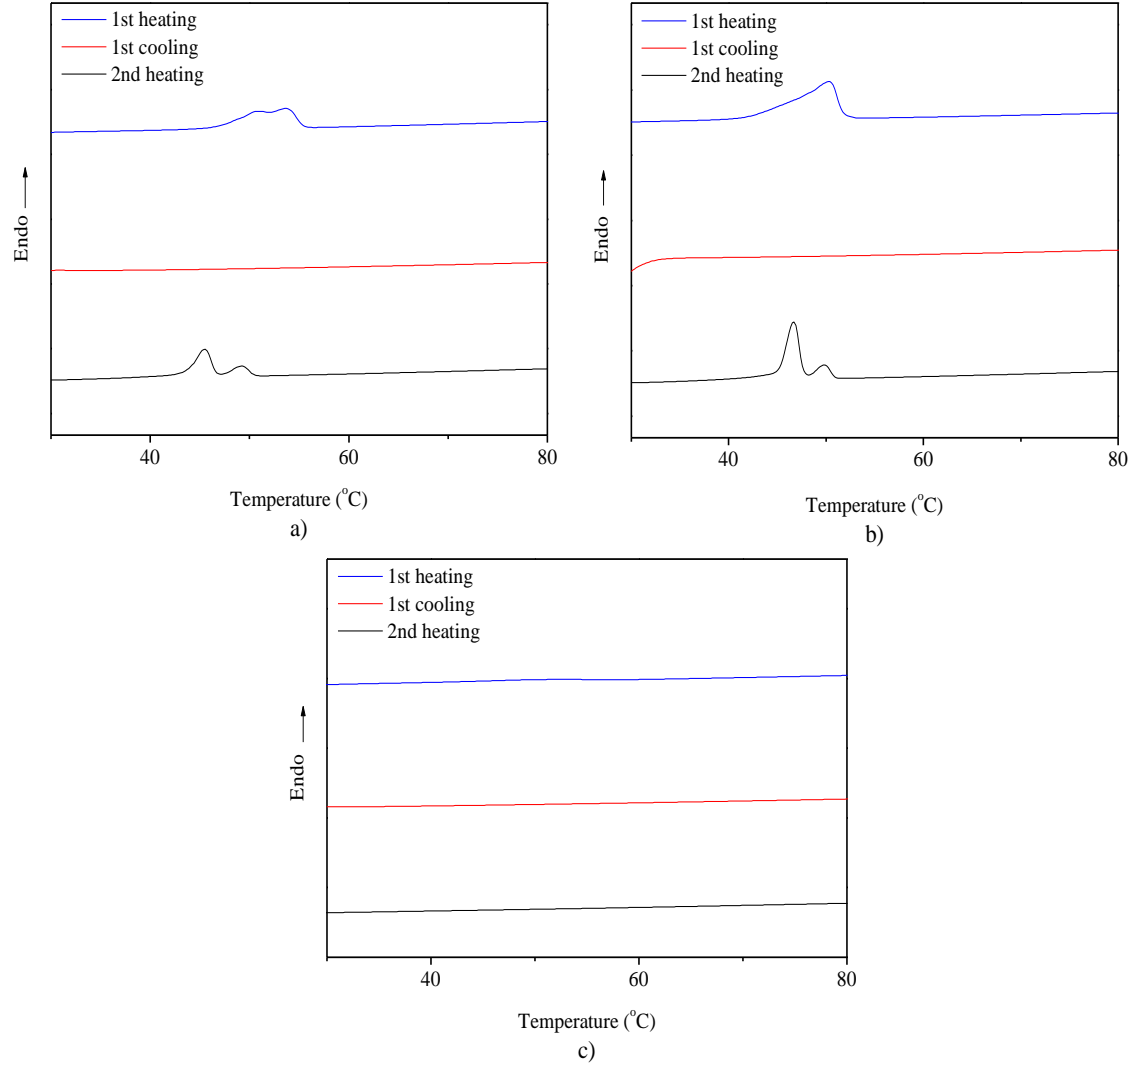 1st heating
1st cooling
2nd heating
Endo
40
60
80
Temperature (°C)
a)
1st heating
1st cooling
2nd heating
Endo
40
60
80
Temperature (°C)
b)
1st heating
1st cooling
2nd heating
Endo
40
60
80
Temperature (°C)
c)